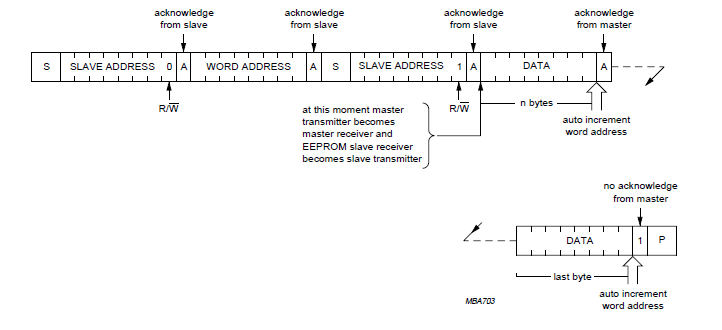 acknowledge
from slave
acknowledge
from slave
acknowledge
from slave
acknowledge
from master
S SLAVE ADDRESS 0 A WORD ADDRESS A S SLAVE ADDRESS 1 A DATA A
R/W̅
R/W̅
at this moment master
transmitter becomes
master receiver and
EEPROM slave receiver
becomes slave transmitter
n bytes
auto increment
word address
no acknowledge
from master
DATA 1 P
last byte
auto increment
word address
MBA703